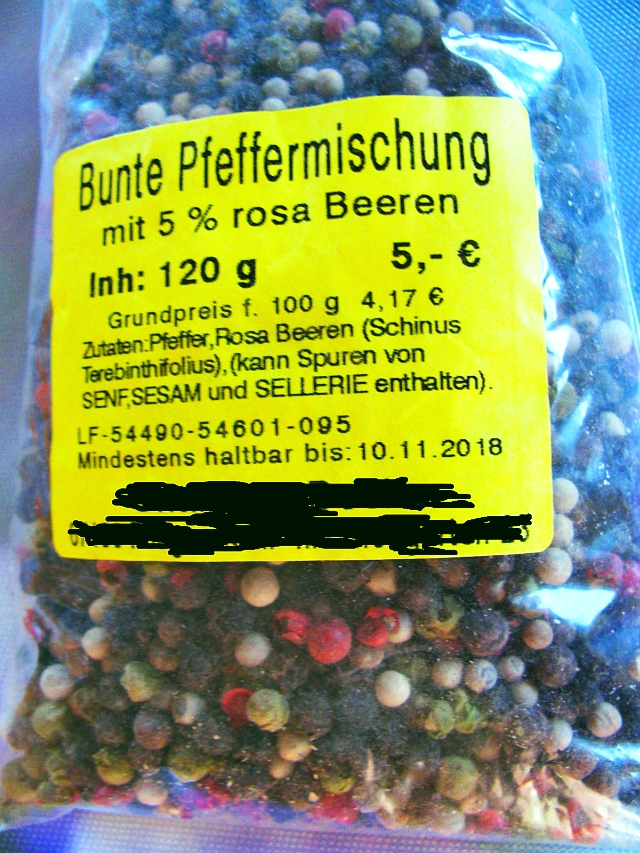 Bunte Pfeffermischung
mit 5 % rosa Beeren
Inh: 120 g 5,- €
Grundpreis f. 100 g 4,17 €
Zutaten:Pfeffer,Rosa Beeren (Schinus
Terebinthifolius),(kann Spuren von
SENF,SESAM und SELLERIE enthalten).
LF-54490-54601-095
Mindestens haltbar bis:10.11.2018